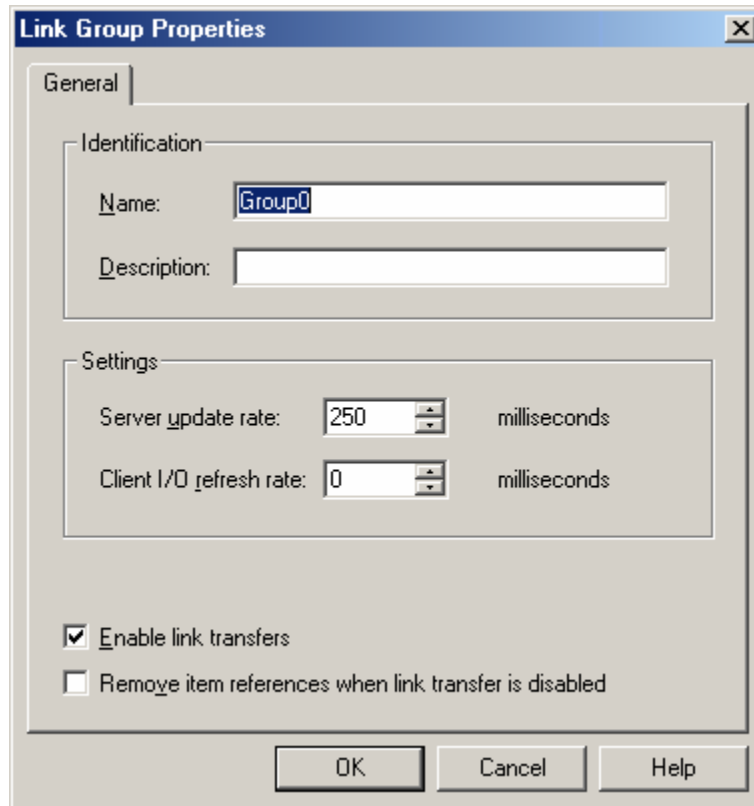 Link Group Properties
General
Identification
Name: Group0
Description:
Settings
Server update rate: 250 milliseconds
Client I/O refresh rate: 0 milliseconds
Enable link transfers
Remove item references when link transfer is disabled
OK Cancel Help